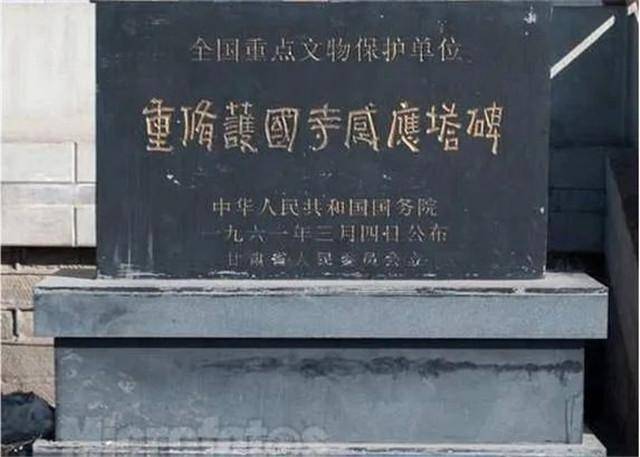 全国重点文物保护单位
重修護國寺感應塔碑
中华人民共和国国务院
一九六一年三月四日公布
甘肃省人民委员会立
Microfotos